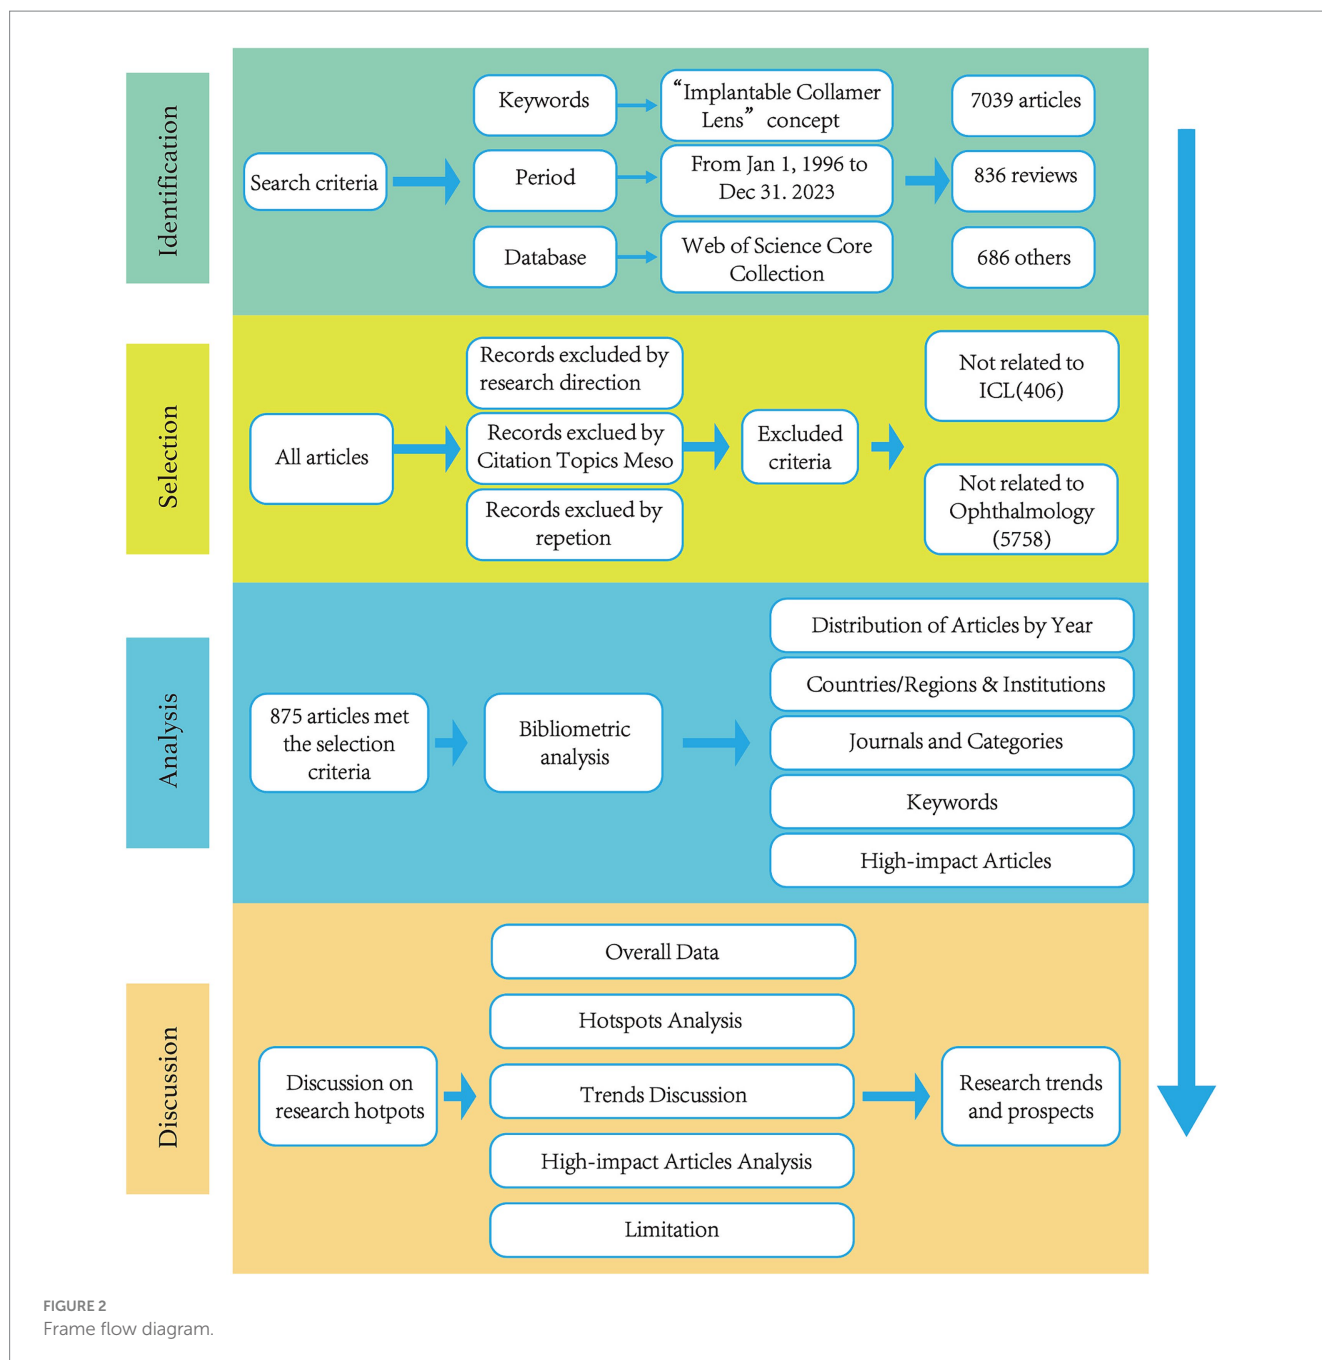 Identification
Search criteria
Keywords
Period
Database
“Implantable Collamer
Lens” concept
From Jan 1, 1996 to
Dec 31. 2023
Web of Science Core
Collection
7039 articles
836 reviews
686 others
Selection
All articles
Records excluded by
research direction
Records exclued by
Citation Topics Meso
Records exclued by
repetion
Excluded
criteria
Not related to
ICL(406)
Not related to
Ophthalmology
(5758)
Analysis
875 articles met
the selection
criteria
Bibliometric
analysis
Distribution of Articles by Year
Countries/Regions & Institutions
Journals and Categories
Keywords
High-impact Articles
Discussion
Discussion on
research hotpots
Overall Data
Hotspots Analysis
Trends Discussion
High-impact Articles Analysis
Limitation
Research trends
and prospects
FIGURE 2
Frame flow diagram.